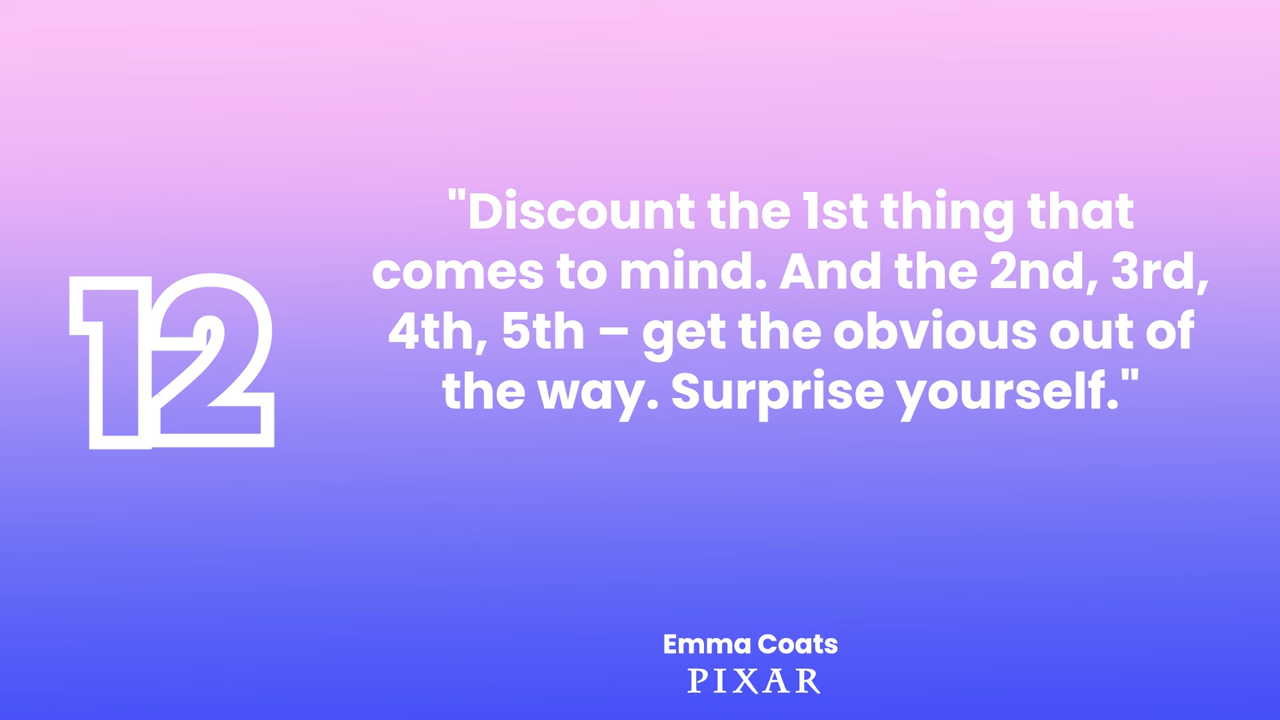 12
"Discount the 1st thing that
comes to mind. And the 2nd, 3rd,
4th, 5th – get the obvious out of
the way. Surprise yourself."
Emma Coats
PIXAR